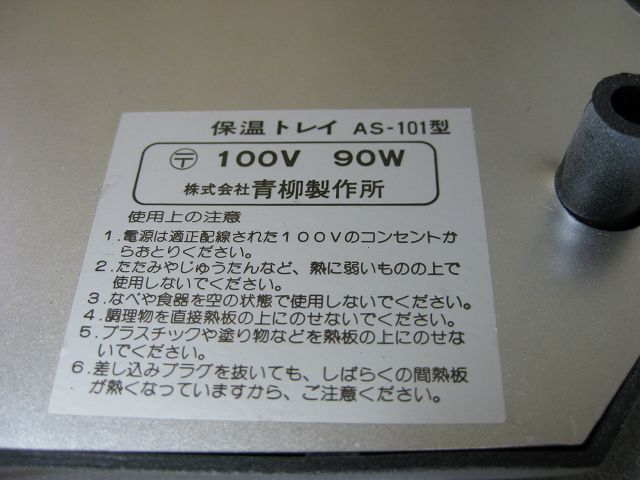 保温トレイ AS-101型
〶 100V 90W
株式会社 青柳製作所
使用上の注意
1.電源は適正配線された100Vのコンセントか
らおとりください。
2.たたみやじゅうたんなど、熱に弱いものの上で
使用しないでください。
3.なべや食器を空の状態で使用しないでください。
4.調理物を直接熱板の上にのせないでください。
5.プラスチックや塗り物などを熱板の上にのせな
いでください。
6.差し込みプラグを抜いても、しばらくの間熱板
が熱くなっていますから、ご注意ください。